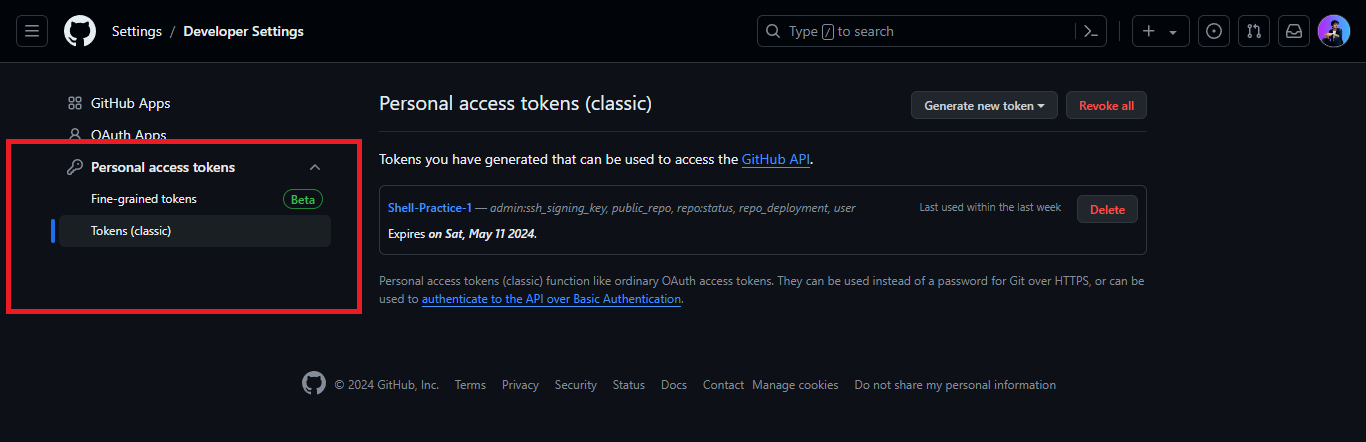 Settings / Developer Settings
Type / to search
GitHub Apps
OAuth Apps
Personal access tokens
Fine-grained tokens Beta
Tokens (classic)
Personal access tokens (classic)
Generate new token
Revoke all
Tokens you have generated that can be used to access the GitHub API.
Shell-Practice-1 — admin:ssh_signing_key, public_repo, repo:status, repo_deployment, user
Last used within the last week
Delete
Expires on Sat, May 11 2024.
Personal access tokens (classic) function like ordinary OAuth access tokens. They can be used instead of a password for Git over HTTPS, or can be
used to authenticate to the API over Basic Authentication.
© 2024 GitHub, Inc. Terms Privacy Security Status Docs Contact Manage cookies Do not share my personal information